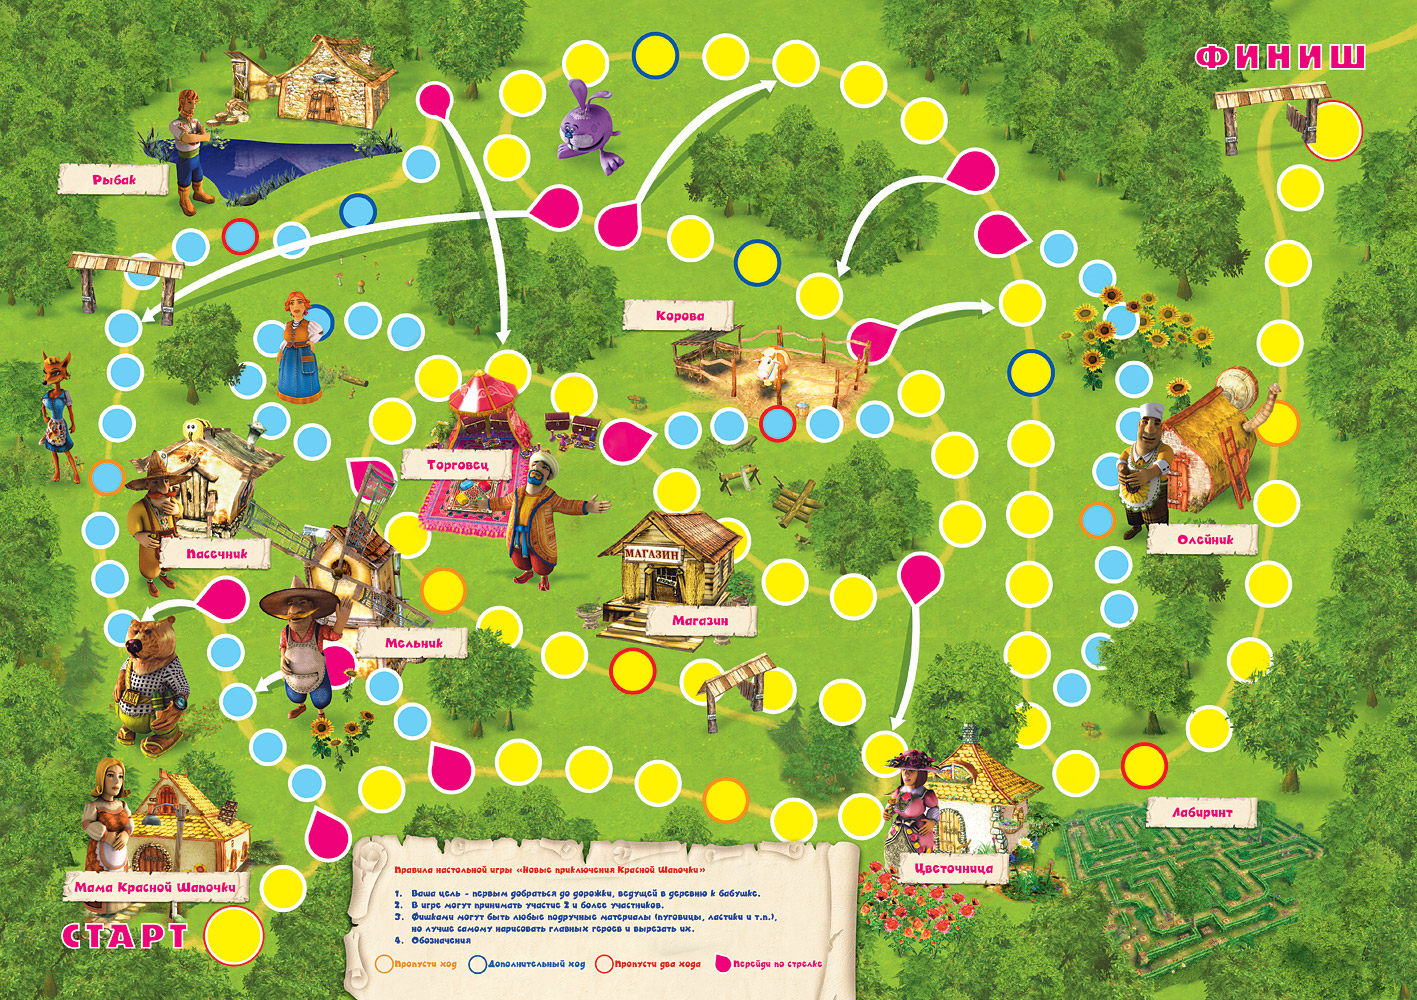 ФИНИШ
Рыбак
Корова
Торговец
МАГАЗИН
Олейник
Пасечник
Магазин
Мельник
Лабиринт
Цветочница
Мама Красной Шапочки
СТАРТ
Правила настольной игры «Новые приключения Красной Шапочки»
1. Ваша цель - первым добраться до дорожки, ведущей в деревню к бабушке.
2. В игре могут принимать участие 2 и более участников.
3. Фишками могут быть любые подручные материалы (пуговицы, ластики и т.п.),
но лучше самому нарисовать главных героев и вырезать их.
4. Обозначения
Пропусти ход Дополнительный ход Пропусти два хода Перейди по стрелке